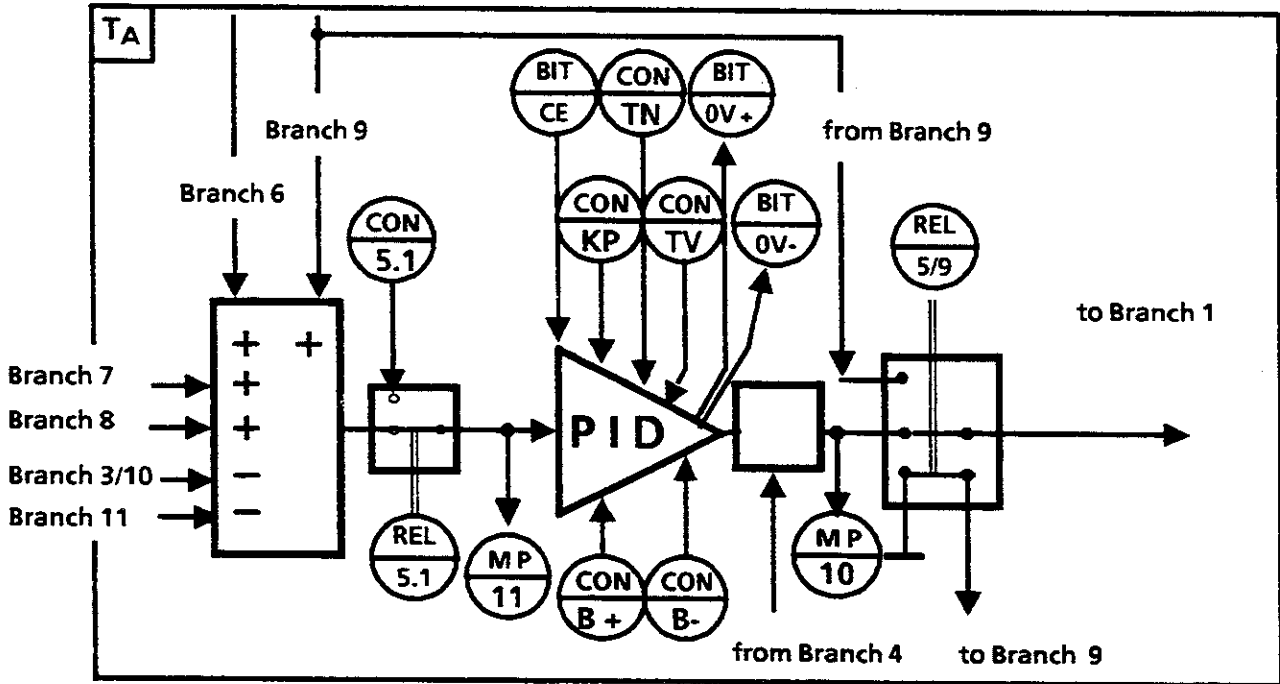 TA
BIT
CE
CON
TN
BIT
0V +
Branch 9
from Branch 9
Branch 6
CON
5.1
CON
KP
CON
TV
BIT
0V-
REL
5/9
to Branch 1
+ +
Branch 7
+
Branch 8
+
Branch 3/10
−
Branch 11
−
PID
REL
5.1
MP
11
CON
B +
CON
B-
MP
10
from Branch 4
to Branch 9